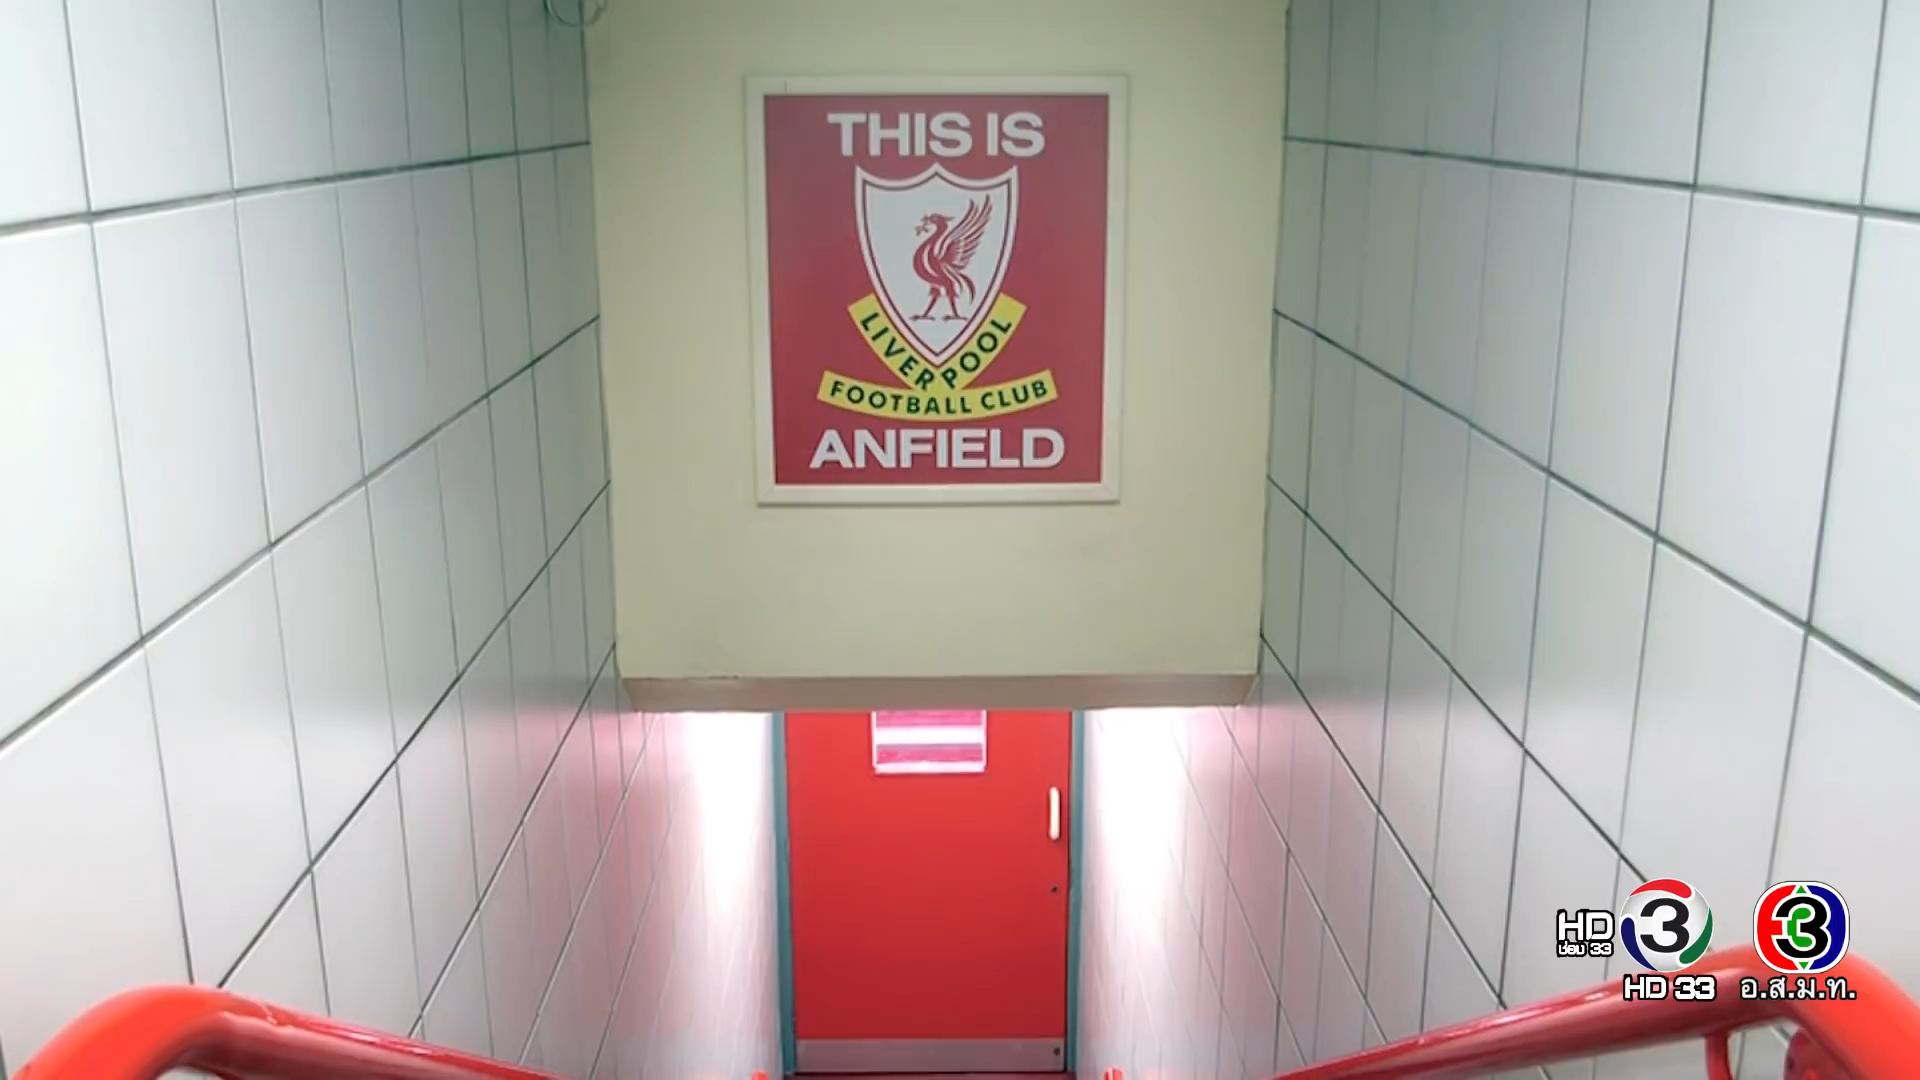 THIS IS
LIVERPOOL
FOOTBALL CLUB
ANFIELD
HD
ช่อง 33
3
HD 33
3
อ.ส.ม.ท.